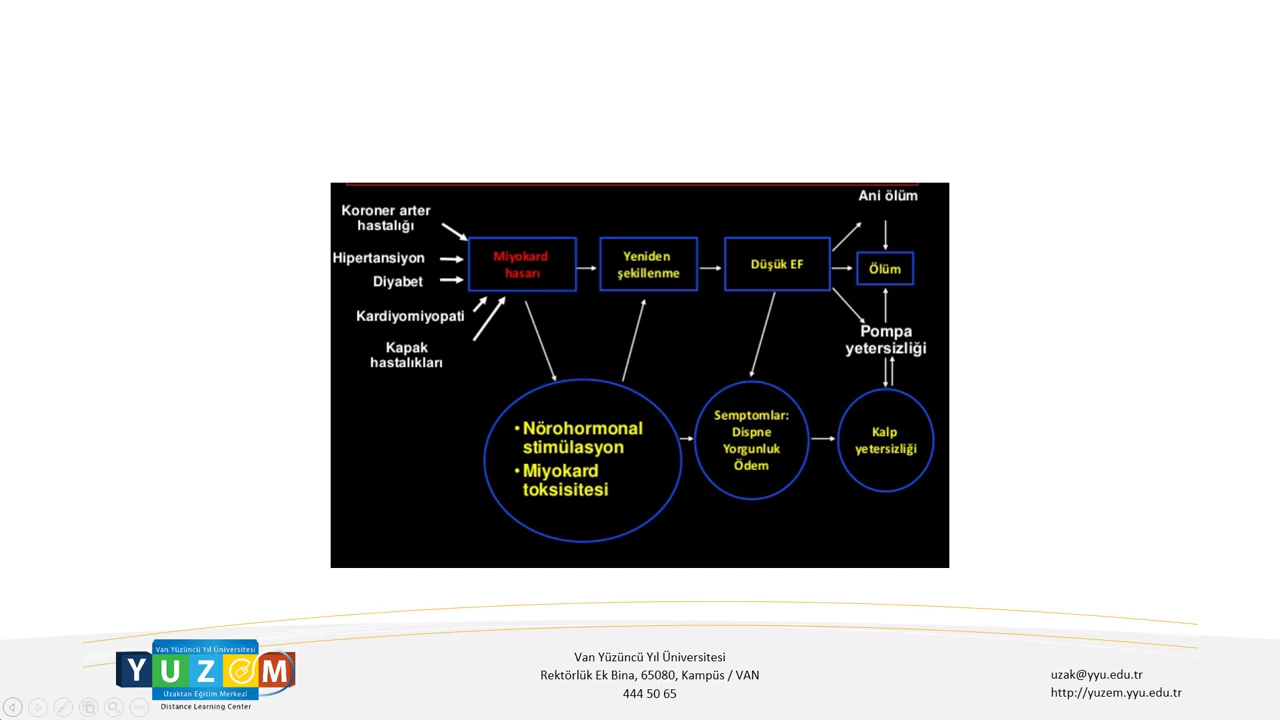 Ani ölüm
Koroner arter
hastalığı
Hipertansiyon
Diyabet
Kardiyomiyopati
Kapak
hastalıkları
Miyokard
hasarı
Yeniden
şekillenme
Düşük EF
Ölüm
Pompa
yetersizliği
• Nörohormonal
stimülasyon
• Miyokard
toksisitesi
Semptomlar:
Dispne
Yorgunluk
Ödem
Kalp
yetersizliği
Van Yüzüncü Yıl Üniversitesi
YUZEM
Uzaktan Eğitim Merkezi
Distance Learning Center
Van Yüzüncü Yıl Üniversitesi
Rektörlük Ek Bina, 65080, Kampüs / VAN
444 50 65
uzak@yyu.edu.tr
http://yuzem.yyu.edu.tr